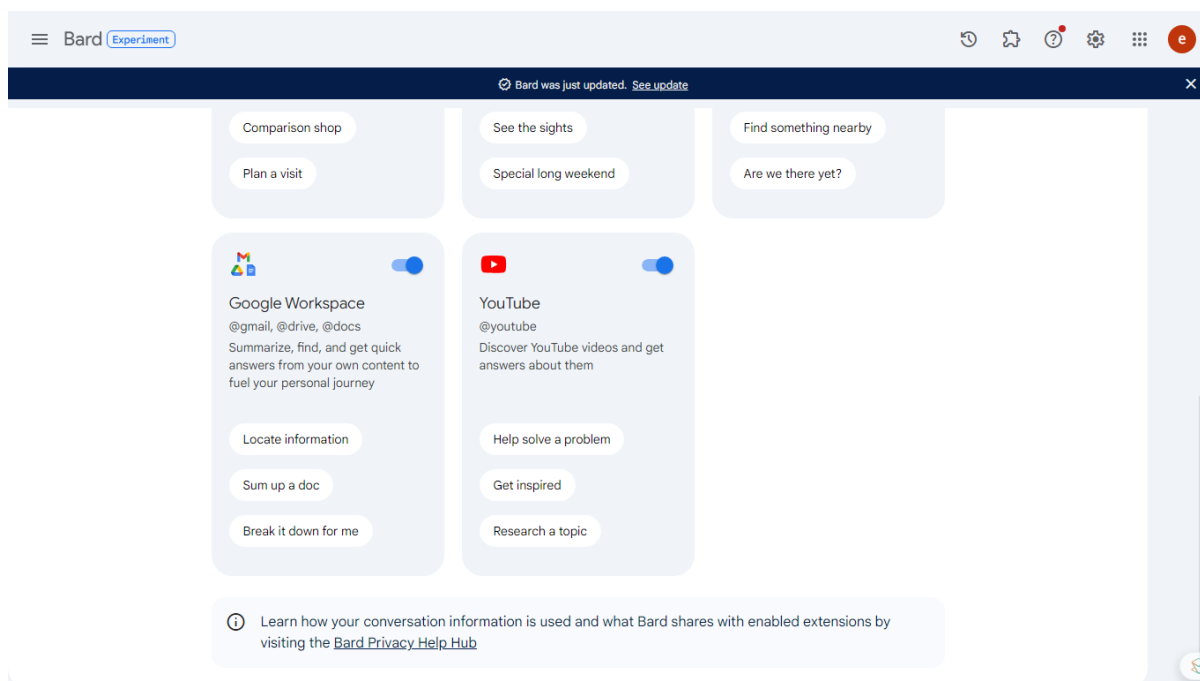 Bard Experiment
e
Bard was just updated. See update
Comparison shop
Plan a visit
See the sights
Special long weekend
Find something nearby
Are we there yet?
Google Workspace
@gmail, @drive, @docs
Summarize, find, and get quick
answers from your own content to
fuel your personal journey
Locate information
Sum up a doc
Break it down for me
YouTube
@youtube
Discover YouTube videos and get
answers about them
Help solve a problem
Get inspired
Research a topic
Learn how your conversation information is used and what Bard shares with enabled extensions by
visiting the Bard Privacy Help Hub